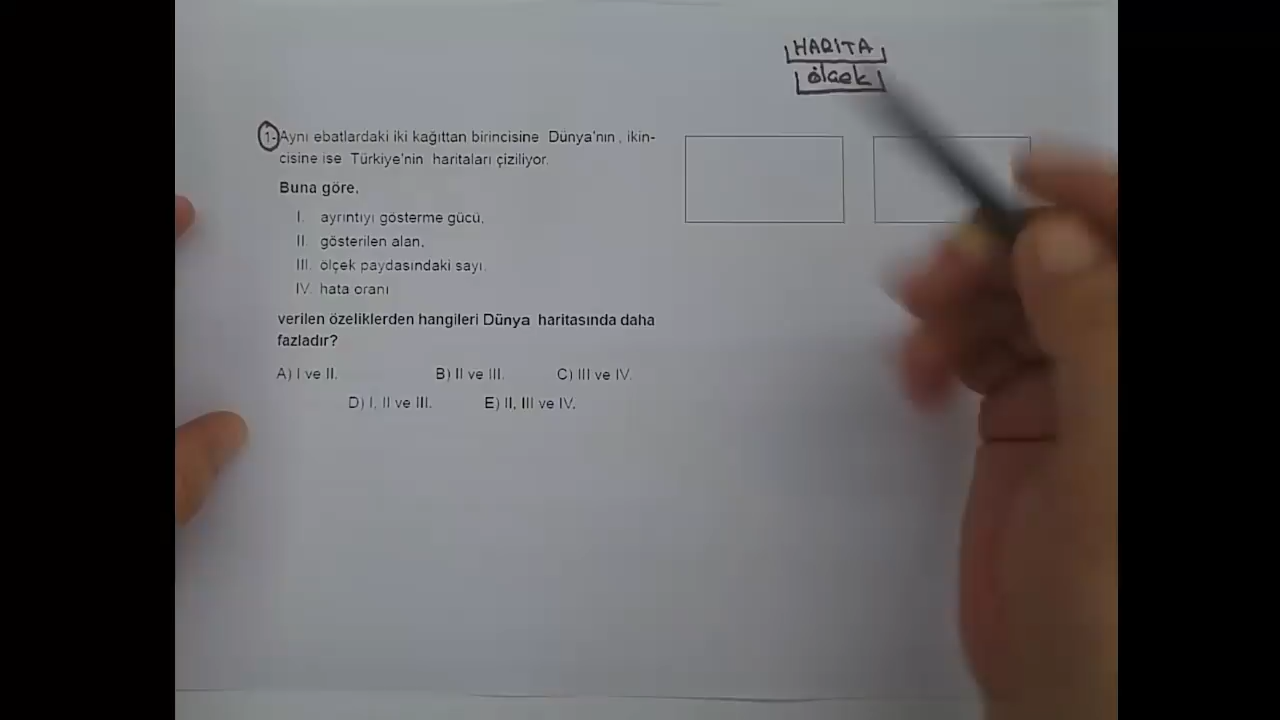 HARITA
ölçek
1- Aynı ebatlardaki iki kağıttan birincisine Dünya'nın , ikin-
cisine ise Türkiye'nin haritaları çiziliyor.
Buna göre,
I. ayrıntıyı gösterme gücü,
II. gösterilen alan,
III. ölçek paydasındaki sayı
IV. hata oranı
verilen özeliklerden hangileri Dünya haritasında daha
fazladır?
A) I ve II. B) II ve III. C) III ve IV.
D) I, II ve III. E) II, III ve IV.